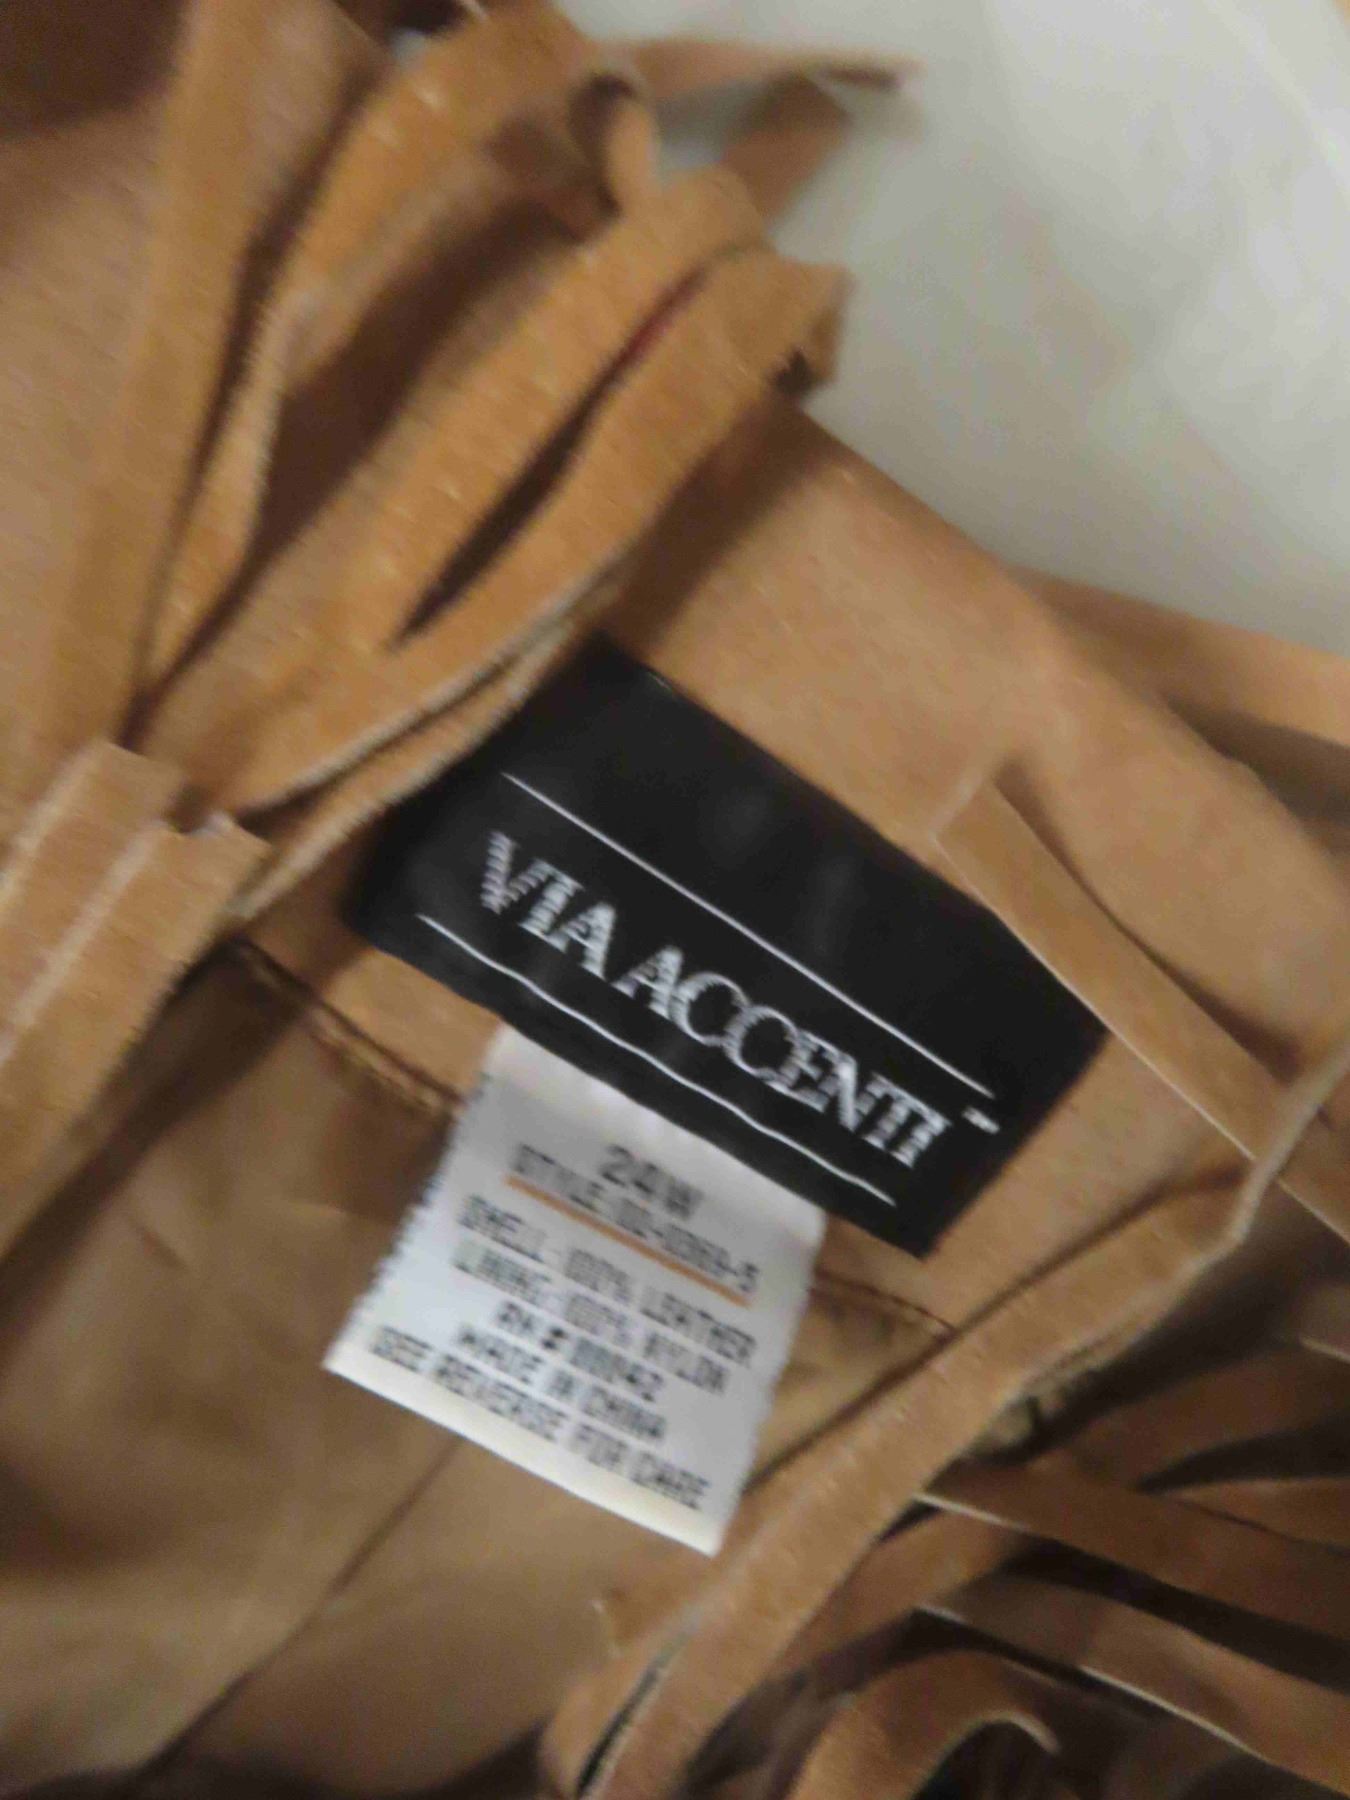 VIA ACCENTI
24W
STYLE
SHELL: 100% LEATHER
LINING: 100% NYLON
RN #
MADE IN CHINA
SEE REVERSE FOR CARE